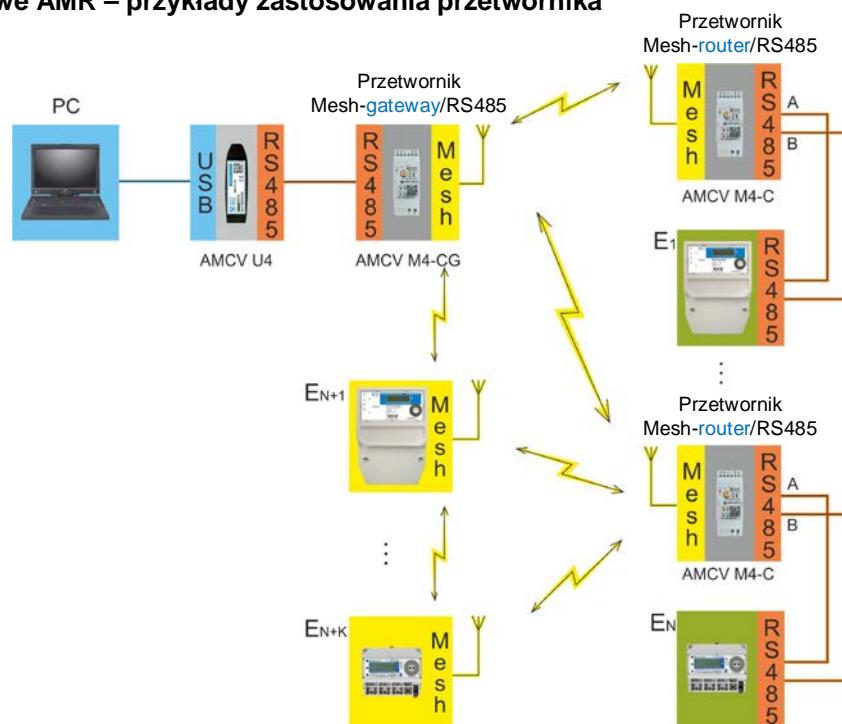 we AMR – przykłady zastosowania przetwornika
Przetwornik
Mesh-router/RS485
Mesh
RS485
A
B
AMCV M4-C
Przetwornik
Mesh-gateway/RS485
PC
USB
RS485
AMCV U4
RS485
Mesh
AMCV M4-CG
E1
RS485
⋮
EN+1
Mesh
Przetwornik
Mesh-router/RS485
Mesh
RS485
A
B
AMCV M4-C
⋮
EN+K
Mesh
EN
RS485